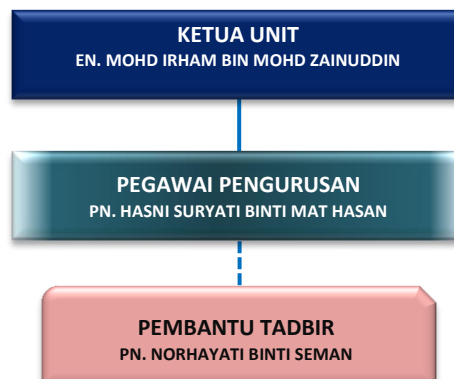 KETUA UNIT
EN. MOHD IRHAM BIN MOHD ZAINUDDIN
PEGAWAI PENGURUSAN
PN. HASNI SURYATI BINTI MAT HASAN
PEMBANTU TADBIR
PN. NORHAYATI BINTI SEMAN